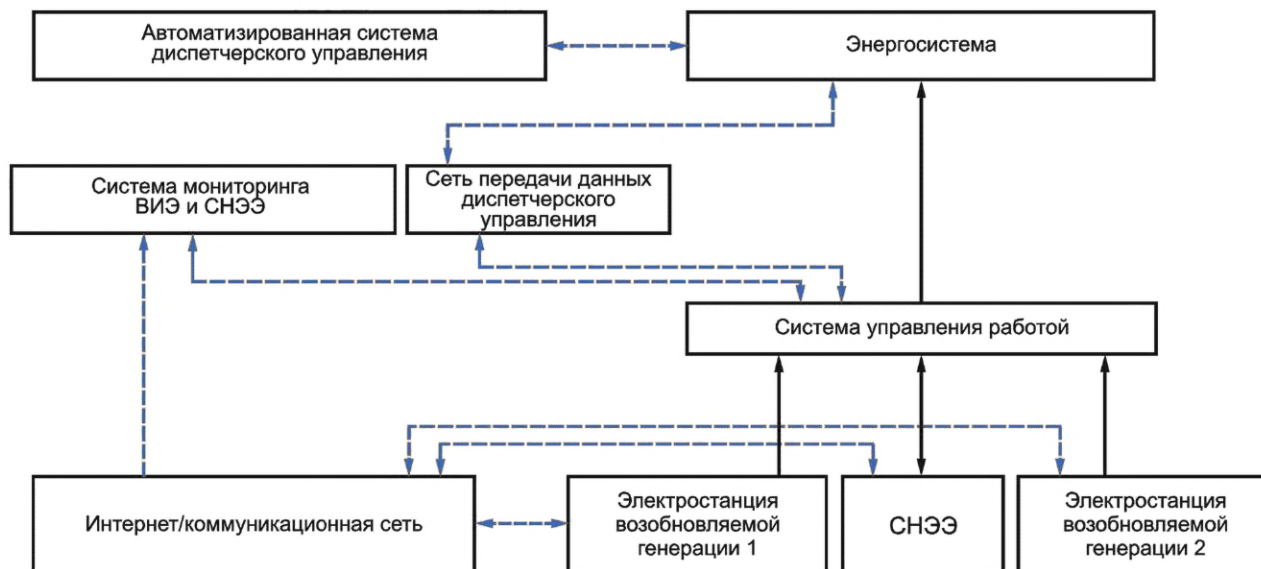 Автоматизированная система
диспетчерского управления
Энергосистема
Система мониторинга
ВИЭ и СНЭЭ
Сеть передачи данных
диспетчерского
управления
Система управления работой
Интернет/коммуникационная сеть
Электростанция
возобновляемой
генерации 1
СНЭЭ
Электростанция
возобновляемой
генерации 2